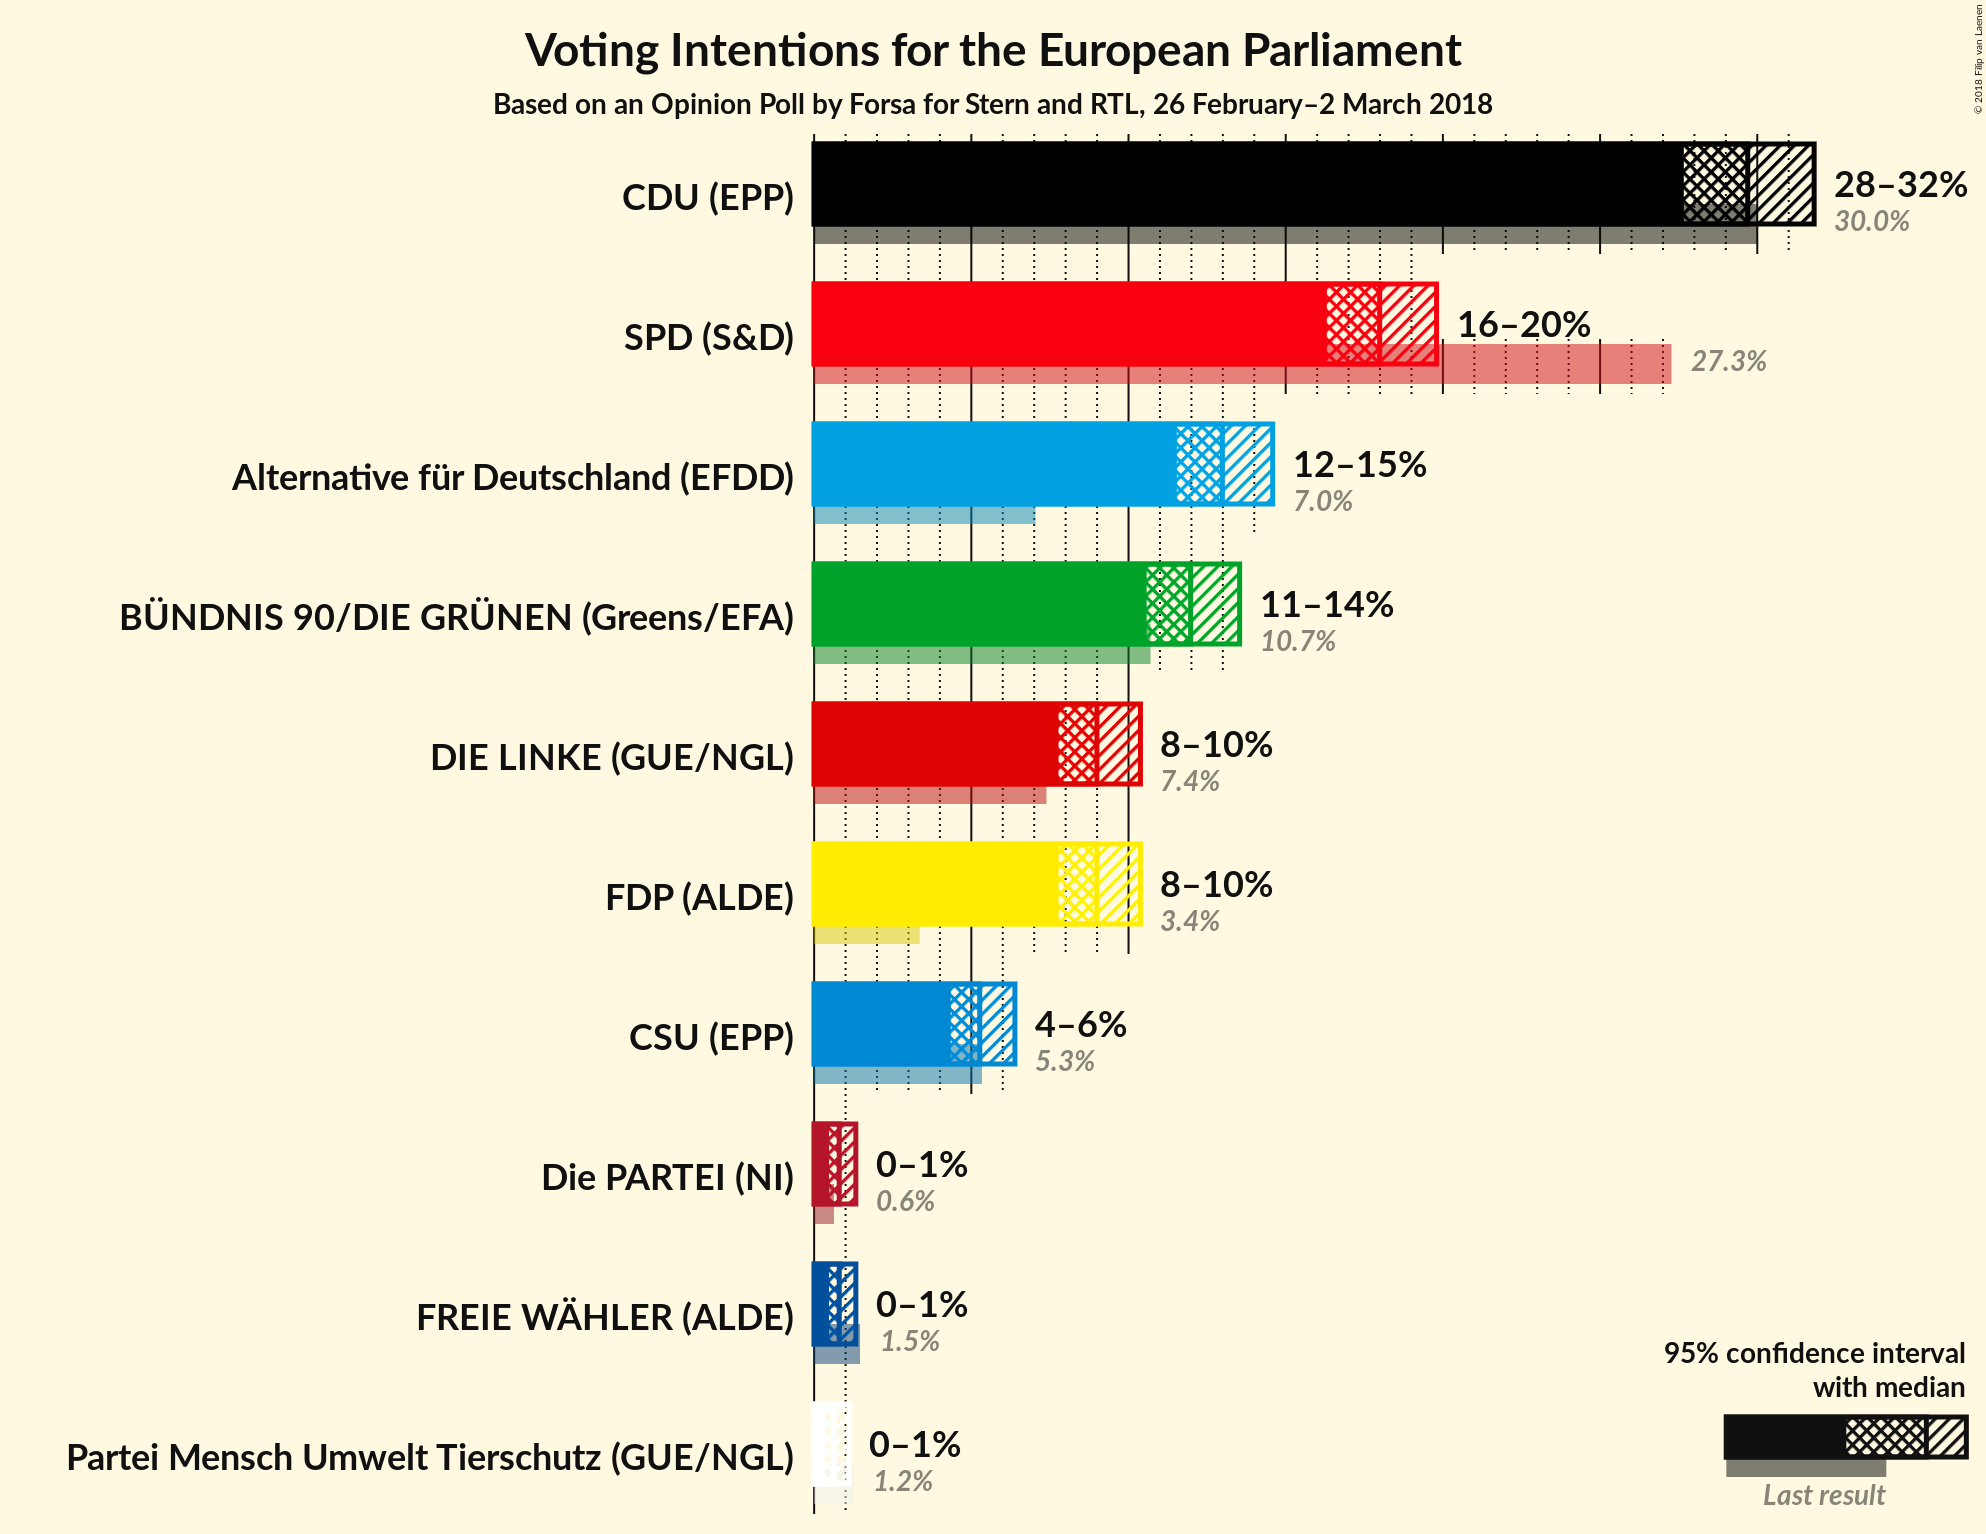 Voting Intentions for the European Parliament
Based on an Opinion Poll by Forsa for Stern and RTL, 26 February–2 March 2018
© 2018 Filip van Laenen
CDU (EPP)
28–32%
30.0%
SPD (S&D)
16–20%
27.3%
Alternative für Deutschland (EFDD)
12–15%
7.0%
BÜNDNIS 90/DIE GRÜNEN (Greens/EFA)
11–14%
10.7%
DIE LINKE (GUE/NGL)
8–10%
7.4%
FDP (ALDE)
8–10%
3.4%
CSU (EPP)
4–6%
5.3%
Die PARTEI (NI)
0–1%
0.6%
FREIE WÄHLER (ALDE)
0–1%
1.5%
Partei Mensch Umwelt Tierschutz (GUE/NGL)
0–1%
1.2%
95% confidence interval
with median
Last result